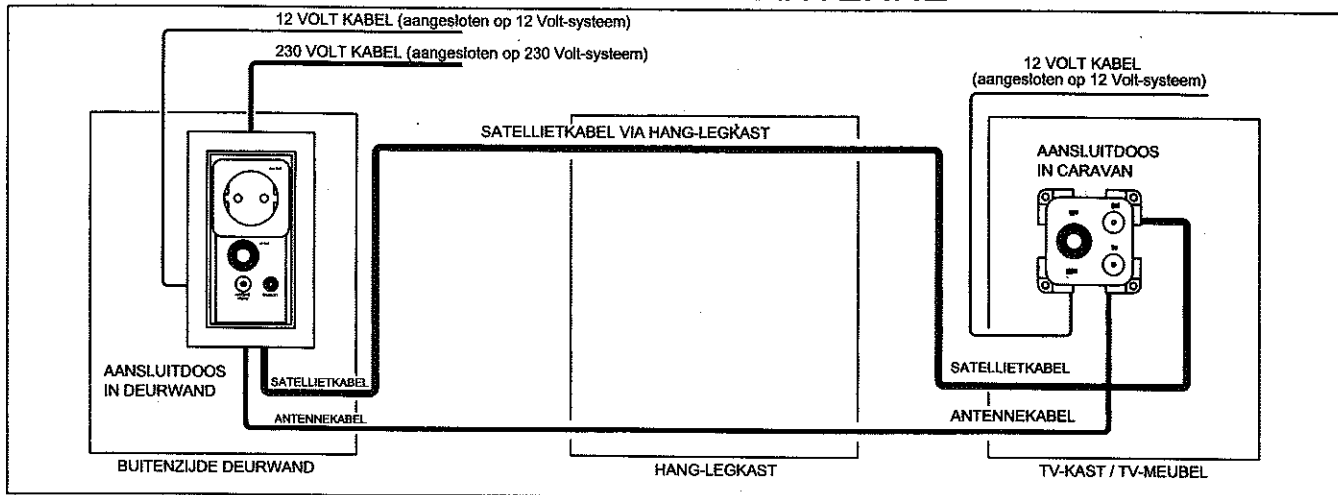 12 VOLT KABEL (aangesloten op 12 Volt-systeem)
230 VOLT KABEL (aangesloten op 230 Volt-systeem)
12 VOLT KABEL
(aangesloten op 12 Volt-systeem)
SATELLIETKABEL VIA HANG-LEGKAST
AANSLUITDOOS
IN CARAVAN
AANSLUITDOOS
IN DEURWAND
SATELLIETKABEL
SATELLIETKABEL
ANTENNEKABEL
ANTENNEKABEL
BUITENZIJDE DEURWAND
HANG-LEGKAST
TV-KAST / TV-MEUBEL